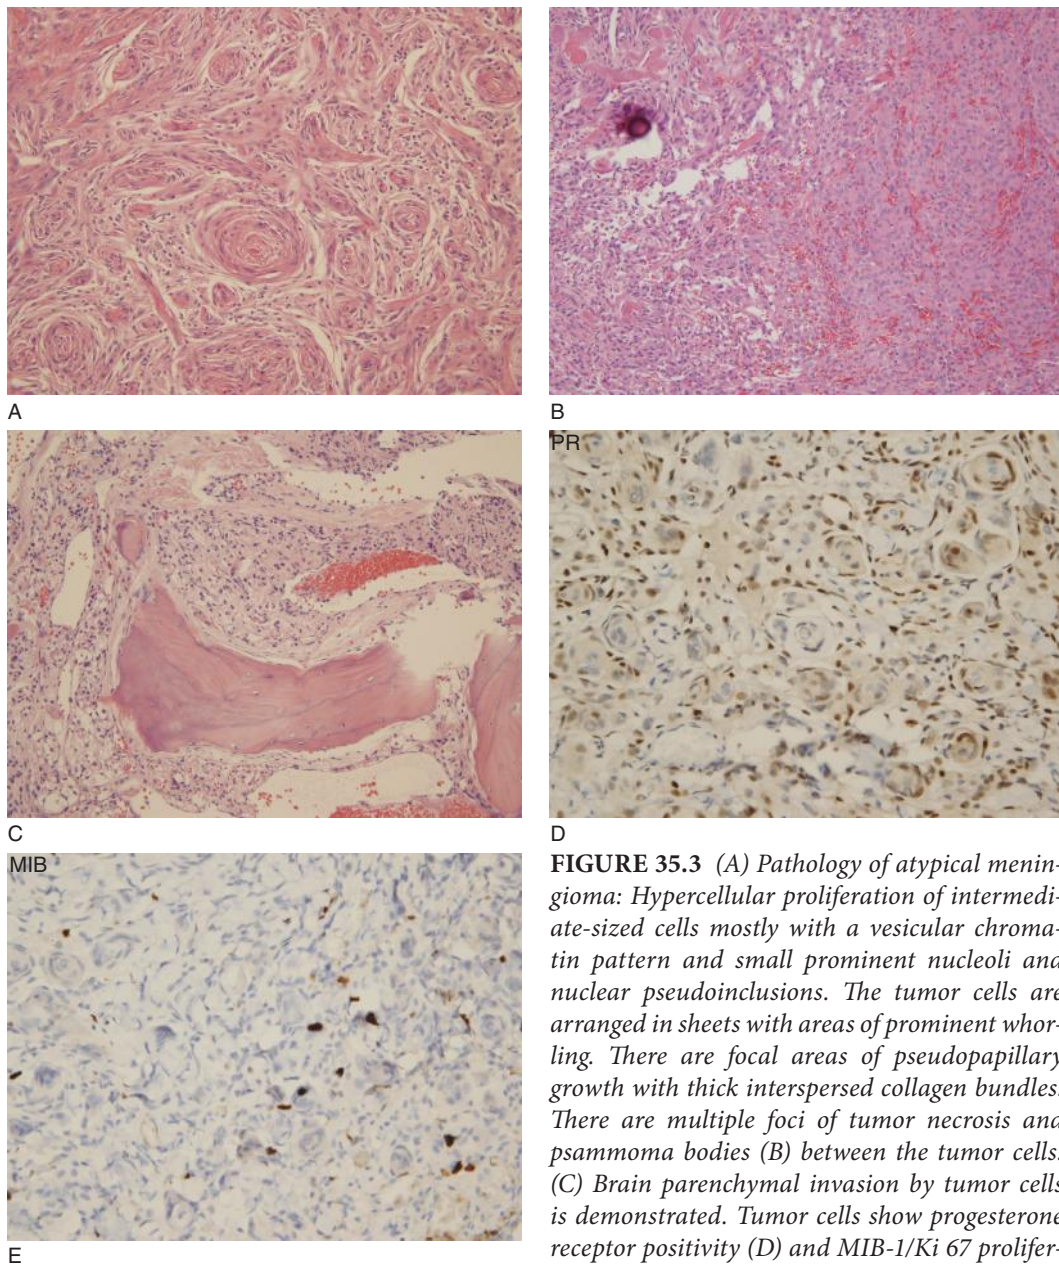 A
B
PR
C
D
MIB
E
FIGURE 35.3 (A) Pathology of atypical menin-
gioma: Hypercellular proliferation of intermedi-
ate-sized cells mostly with a vesicular chroma-
tin pattern and small prominent nucleoli and
nuclear pseudoinclusions. The tumor cells are
arranged in sheets with areas of prominent whor-
ling. There are focal areas of pseudopapillary
growth with thick interspersed collagen bundles.
There are multiple foci of tumor necrosis and
psammoma bodies (B) between the tumor cells.
(C) Brain parenchymal invasion by tumor cells
is demonstrated. Tumor cells show progesterone
receptor positivity (D) and MIB-1/Ki 67 prolifer-